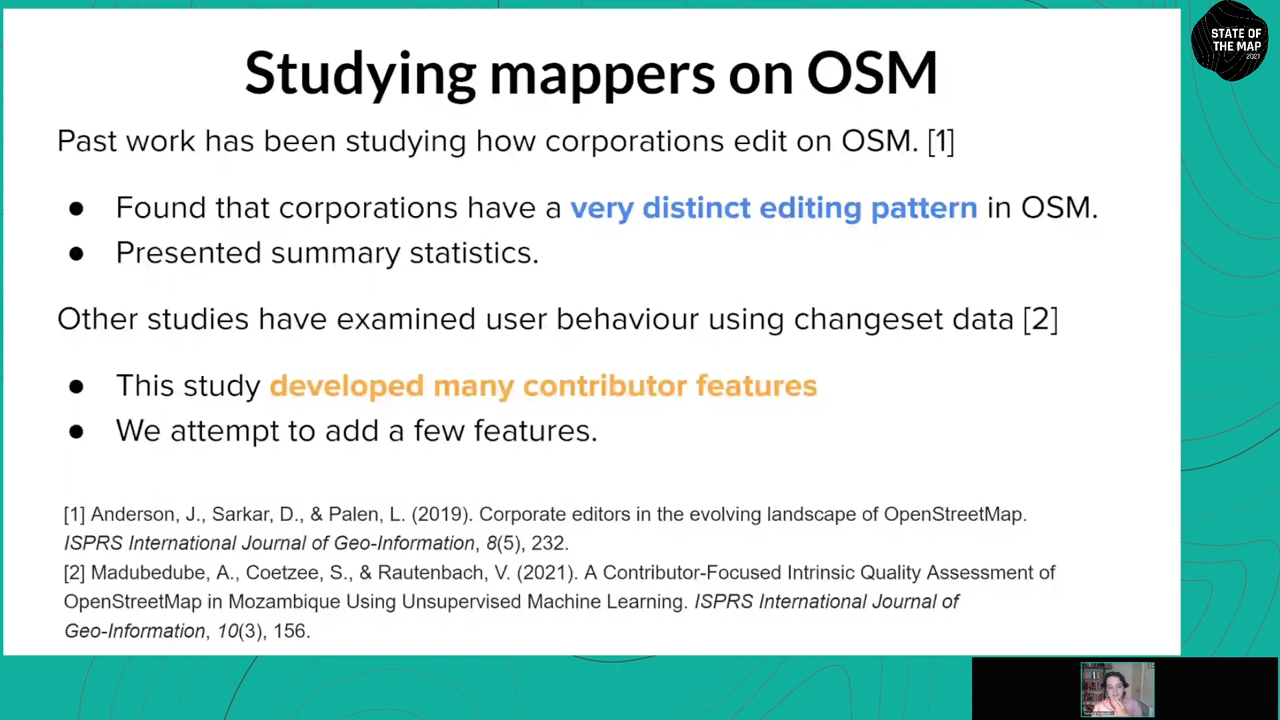 STATE OF
THE MAP
2021
Studying mappers on OSM
Past work has been studying how corporations edit on OSM. [1]
● Found that corporations have a very distinct editing pattern in OSM.
● Presented summary statistics.
Other studies have examined user behaviour using changeset data [2]
● This study developed many contributor features
● We attempt to add a few features.
[1] Anderson, J., Sarkar, D., & Palen, L. (2019). Corporate editors in the evolving landscape of OpenStreetMap.
ISPRS International Journal of Geo-Information, 8(5), 232.
[2] Madubedube, A., Coetzee, S., & Rautenbach, V. (2021). A Contributor-Focused Intrinsic Quality Assessment of
OpenStreetMap in Mozambique Using Unsupervised Machine Learning. ISPRS International Journal of
Geo-Information, 10(3), 156.